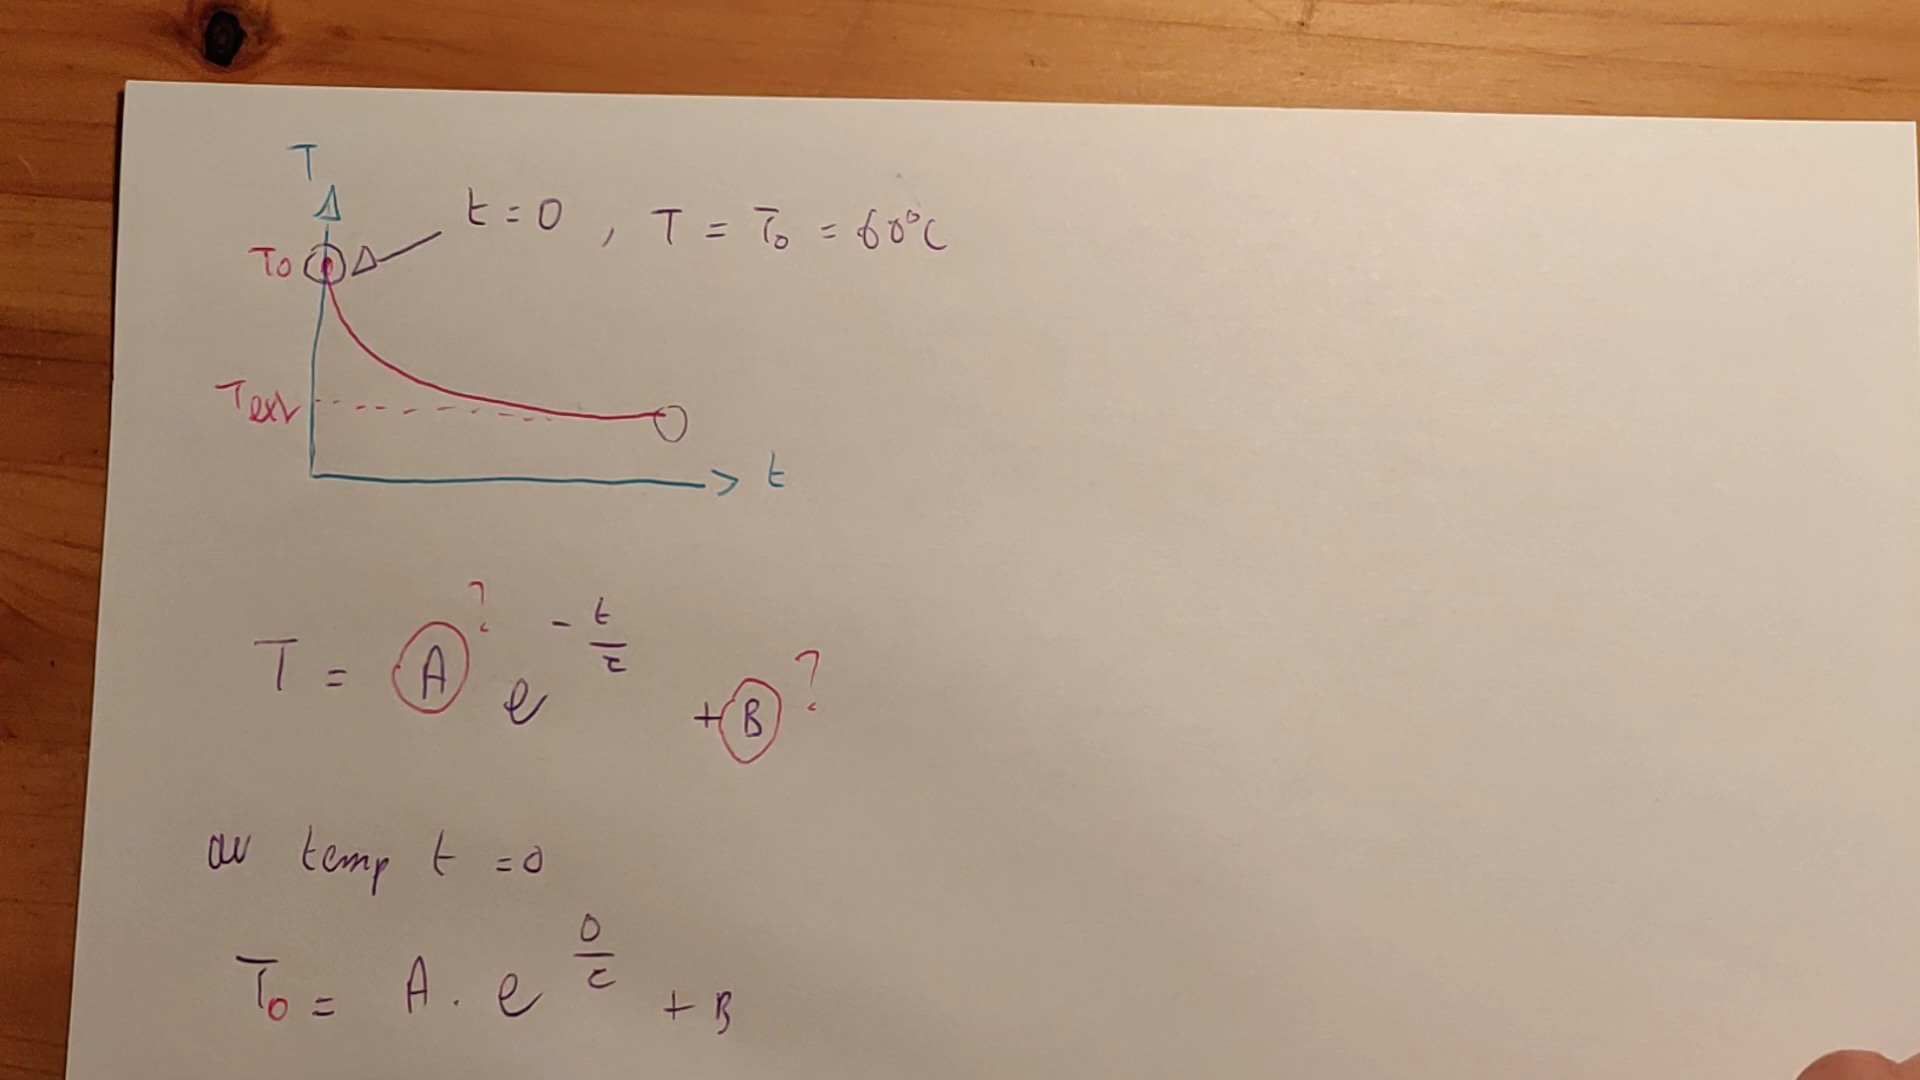 T
t = 0 , T = T₀ = 60°C
T₀
Text
t
T = A ? e^(-t/τ) + B ?
au temp t = 0
T₀ = A . e^(0/τ) + B